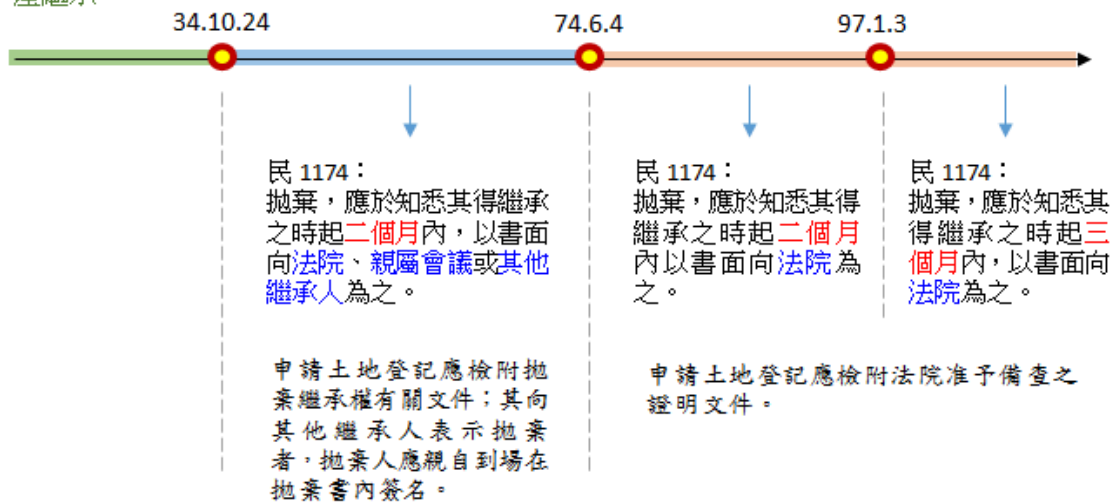 產繼承
34.10.24
74.6.4
97.1.3
民 1174：
拋棄，應於知悉其得繼承
之時起二個月內，以書面
向法院、親屬會議或其他
繼承人為之。
民 1174：
拋棄，應於知悉其得
繼承之時起二個月
內以書面向法院為
之。
民 1174：
拋棄，應於知悉其
得繼承之時起三
個月內，以書面向
法院為之。
申請土地登記應檢附拋
棄繼承權有關文件；其向
其他繼承人表示拋棄
者，拋棄人應親自到場在
拋棄書內簽名。
申請土地登記應檢附法院准予備查之
證明文件。